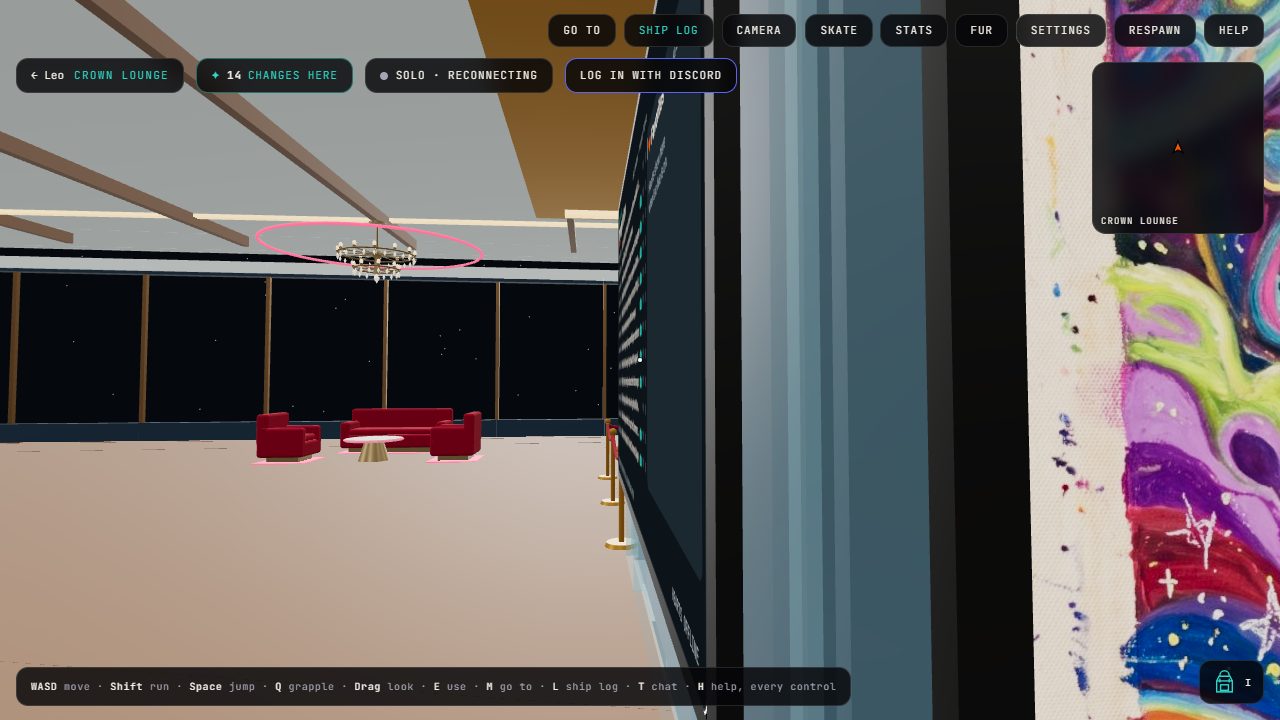 GO TO
SHIP LOG
CAMERA
SKATE
STATS
FUR
SETTINGS
RESPAWN
HELP
← Leo CROWN LOUNGE
✦ 14 CHANGES HERE
SOLO · RECONNECTING
LOG IN WITH DISCORD
CROWN LOUNGE
WASD move · Shift run · Space jump · Q grapple · Drag look · E use · M go to · L ship log · T chat · H help, every control
I